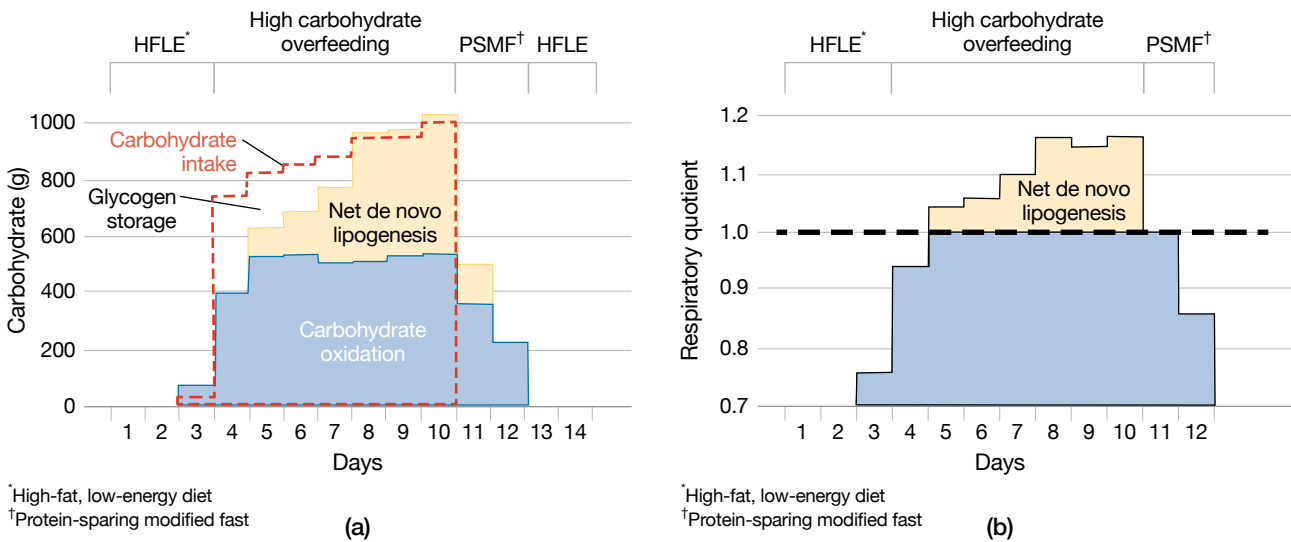 High carbohydrate
overfeeding
HFLE*
PSMF†
HFLE
1000
800
600
400
200
0
Carbohydrate (g)
Carbohydrate
intake
Glycogen
storage
Net de novo
lipogenesis
Carbohydrate
oxidation
1 2 3 4 5 6 7 8 9 10 11 12 13 14
Days
*High-fat, low-energy diet
†Protein-sparing modified fast
(a)
High carbohydrate
overfeeding
HFLE*
PSMF†
1.2
1.1
1.0
0.9
0.8
0.7
Respiratory quotient
Net de novo
lipogenesis
1 2 3 4 5 6 7 8 9 10 11 12
Days
*High-fat, low-energy diet
†Protein-sparing modified fast
(b)